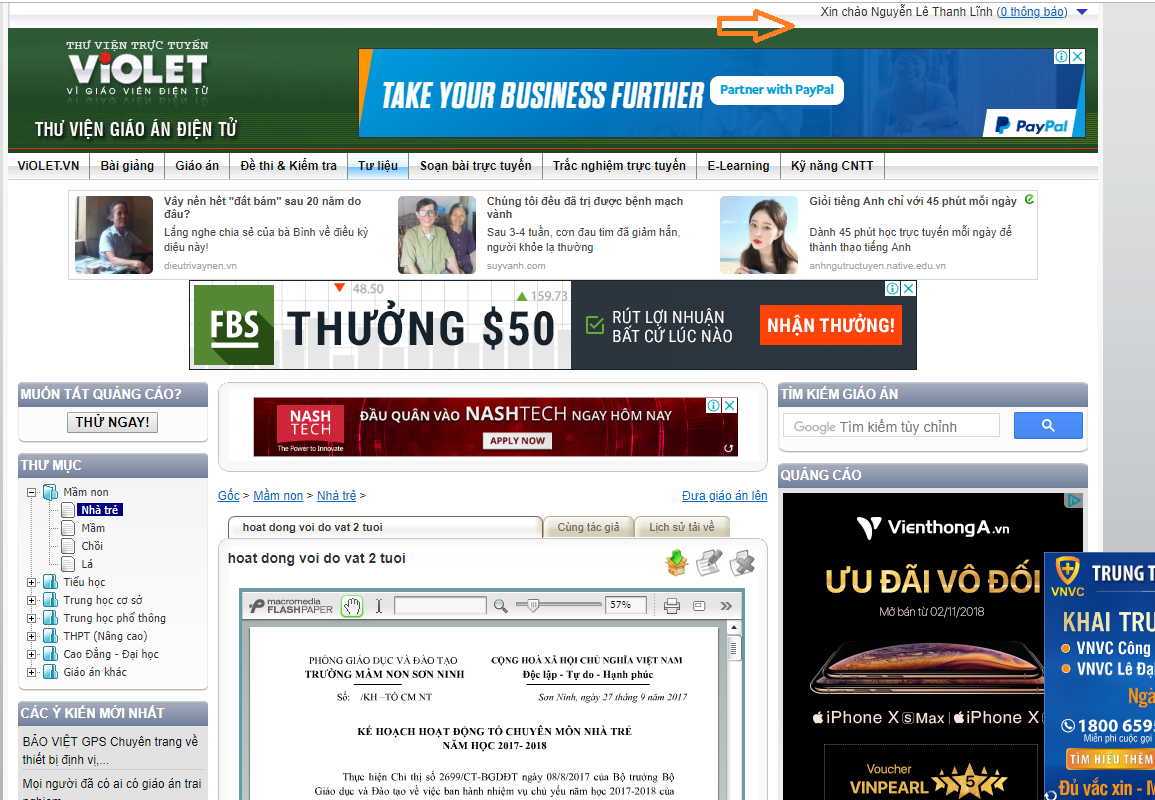 Xin chào Nguyễn Lê Thanh Lĩnh (0 thông báo)
THƯ VIỆN TRỰC TUYẾN
ViOLET
VÌ GIÁO VIÊN ĐIỆN TỬ
THƯ VIỆN GIÁO ÁN ĐIỆN TỬ
TAKE YOUR BUSINESS FURTHER
Partner with PayPal
PayPal
ViOLET.VN
Bài giảng
Giáo án
Đề thi & Kiểm tra
Tư liệu
Soạn bài trực tuyến
Trắc nghiệm trực tuyến
E-Learning
Kỹ năng CNTT
Vẩy nến hết "đất bám" sau 20 năm do
đâu?
Lắng nghe chia sẻ của bà Bình về điều kỳ
diệu này!
dieutrivaynen.vn
Chúng tôi đều đã trị được bệnh mạch
vành
Sau 3-4 tuần, cơn đau tim đã giảm hẳn,
người khỏe lạ thường
suyvanh.com
Giỏi tiếng Anh chỉ với 45 phút mỗi ngày
Dành 45 phút học trực tuyến mỗi ngày để
thành thạo tiếng Anh
anhngutructuyen.native.edu.vn
48.50
159.73
FBS
THƯỞNG $50
RÚT LỢI NHUẬN
BẤT CỨ LÚC NÀO
NHẬN THƯỞNG!
MUỐN TẮT QUẢNG CÁO?
THỬ NGAY!
THƯ MỤC
Mầm non
Nhà trẻ
Mầm
Chồi
Lá
Tiểu học
Trung học cơ sở
Trung học phổ thông
THPT (Nâng cao)
Cao Đẳng - Đại học
Giáo án khác
CÁC Ý KIẾN MỚI NHẤT
BẢO VIỆT GPS Chuyên trang về
thiết bị định vị,...
Mọi người đã có ai có giáo án trai
NASH
TECH
The Power to Innovate
ĐẦU QUÂN VÀO NASHTECH NGAY HÔM NAY
APPLY NOW
Gốc > Mầm non > Nhà trẻ >
Đưa giáo án lên
hoat dong voi do vat 2 tuoi
Cùng tác giả
Lịch sử tải về
hoat dong voi do vat 2 tuoi
macromedia
FLASHPAPER
57%
PHÒNG GIÁO DỤC VÀ ĐÀO TẠO
TRƯỜNG MẦM NON SƠN NINH
Số: /KH –TỔ CM NT
CỘNG HOÀ XÃ HỘI CHỦ NGHĨA VIỆT NAM
Độc lập - Tự do - Hạnh phúc
Sơn Ninh, ngày 27 tháng 9 năm 2017
KẾ HOẠCH HOẠT ĐỘNG TỔ CHUYÊN MÔN NHÀ TRẺ
NĂM HỌC 2017- 2018
Thực hiện Chỉ thị số 2699/CT-BGDĐT ngày 08/8/2017 của Bộ trưởng Bộ
Giáo dục và Đào tạo về việc ban hành nhiệm vụ chủ yếu năm học 2017-2018 của
TÌM KIẾM GIÁO ÁN
Google Tìm kiếm tùy chỉnh
QUẢNG CÁO
VienthongA.vn
ƯU ĐÃI VÔ ĐỐI
Mở bán từ 02/11/2018
iPhone XS Max | iPhone X
Voucher
VINPEARL 5
VNVC
TRUNG T
KHAI TRƯ
VNVC Công
VNVC Lê Đại
Ngà
1800 659
Miễn phí cuộc gọi
TÌM HIỂU THÊM
Đủ vắc xin - M